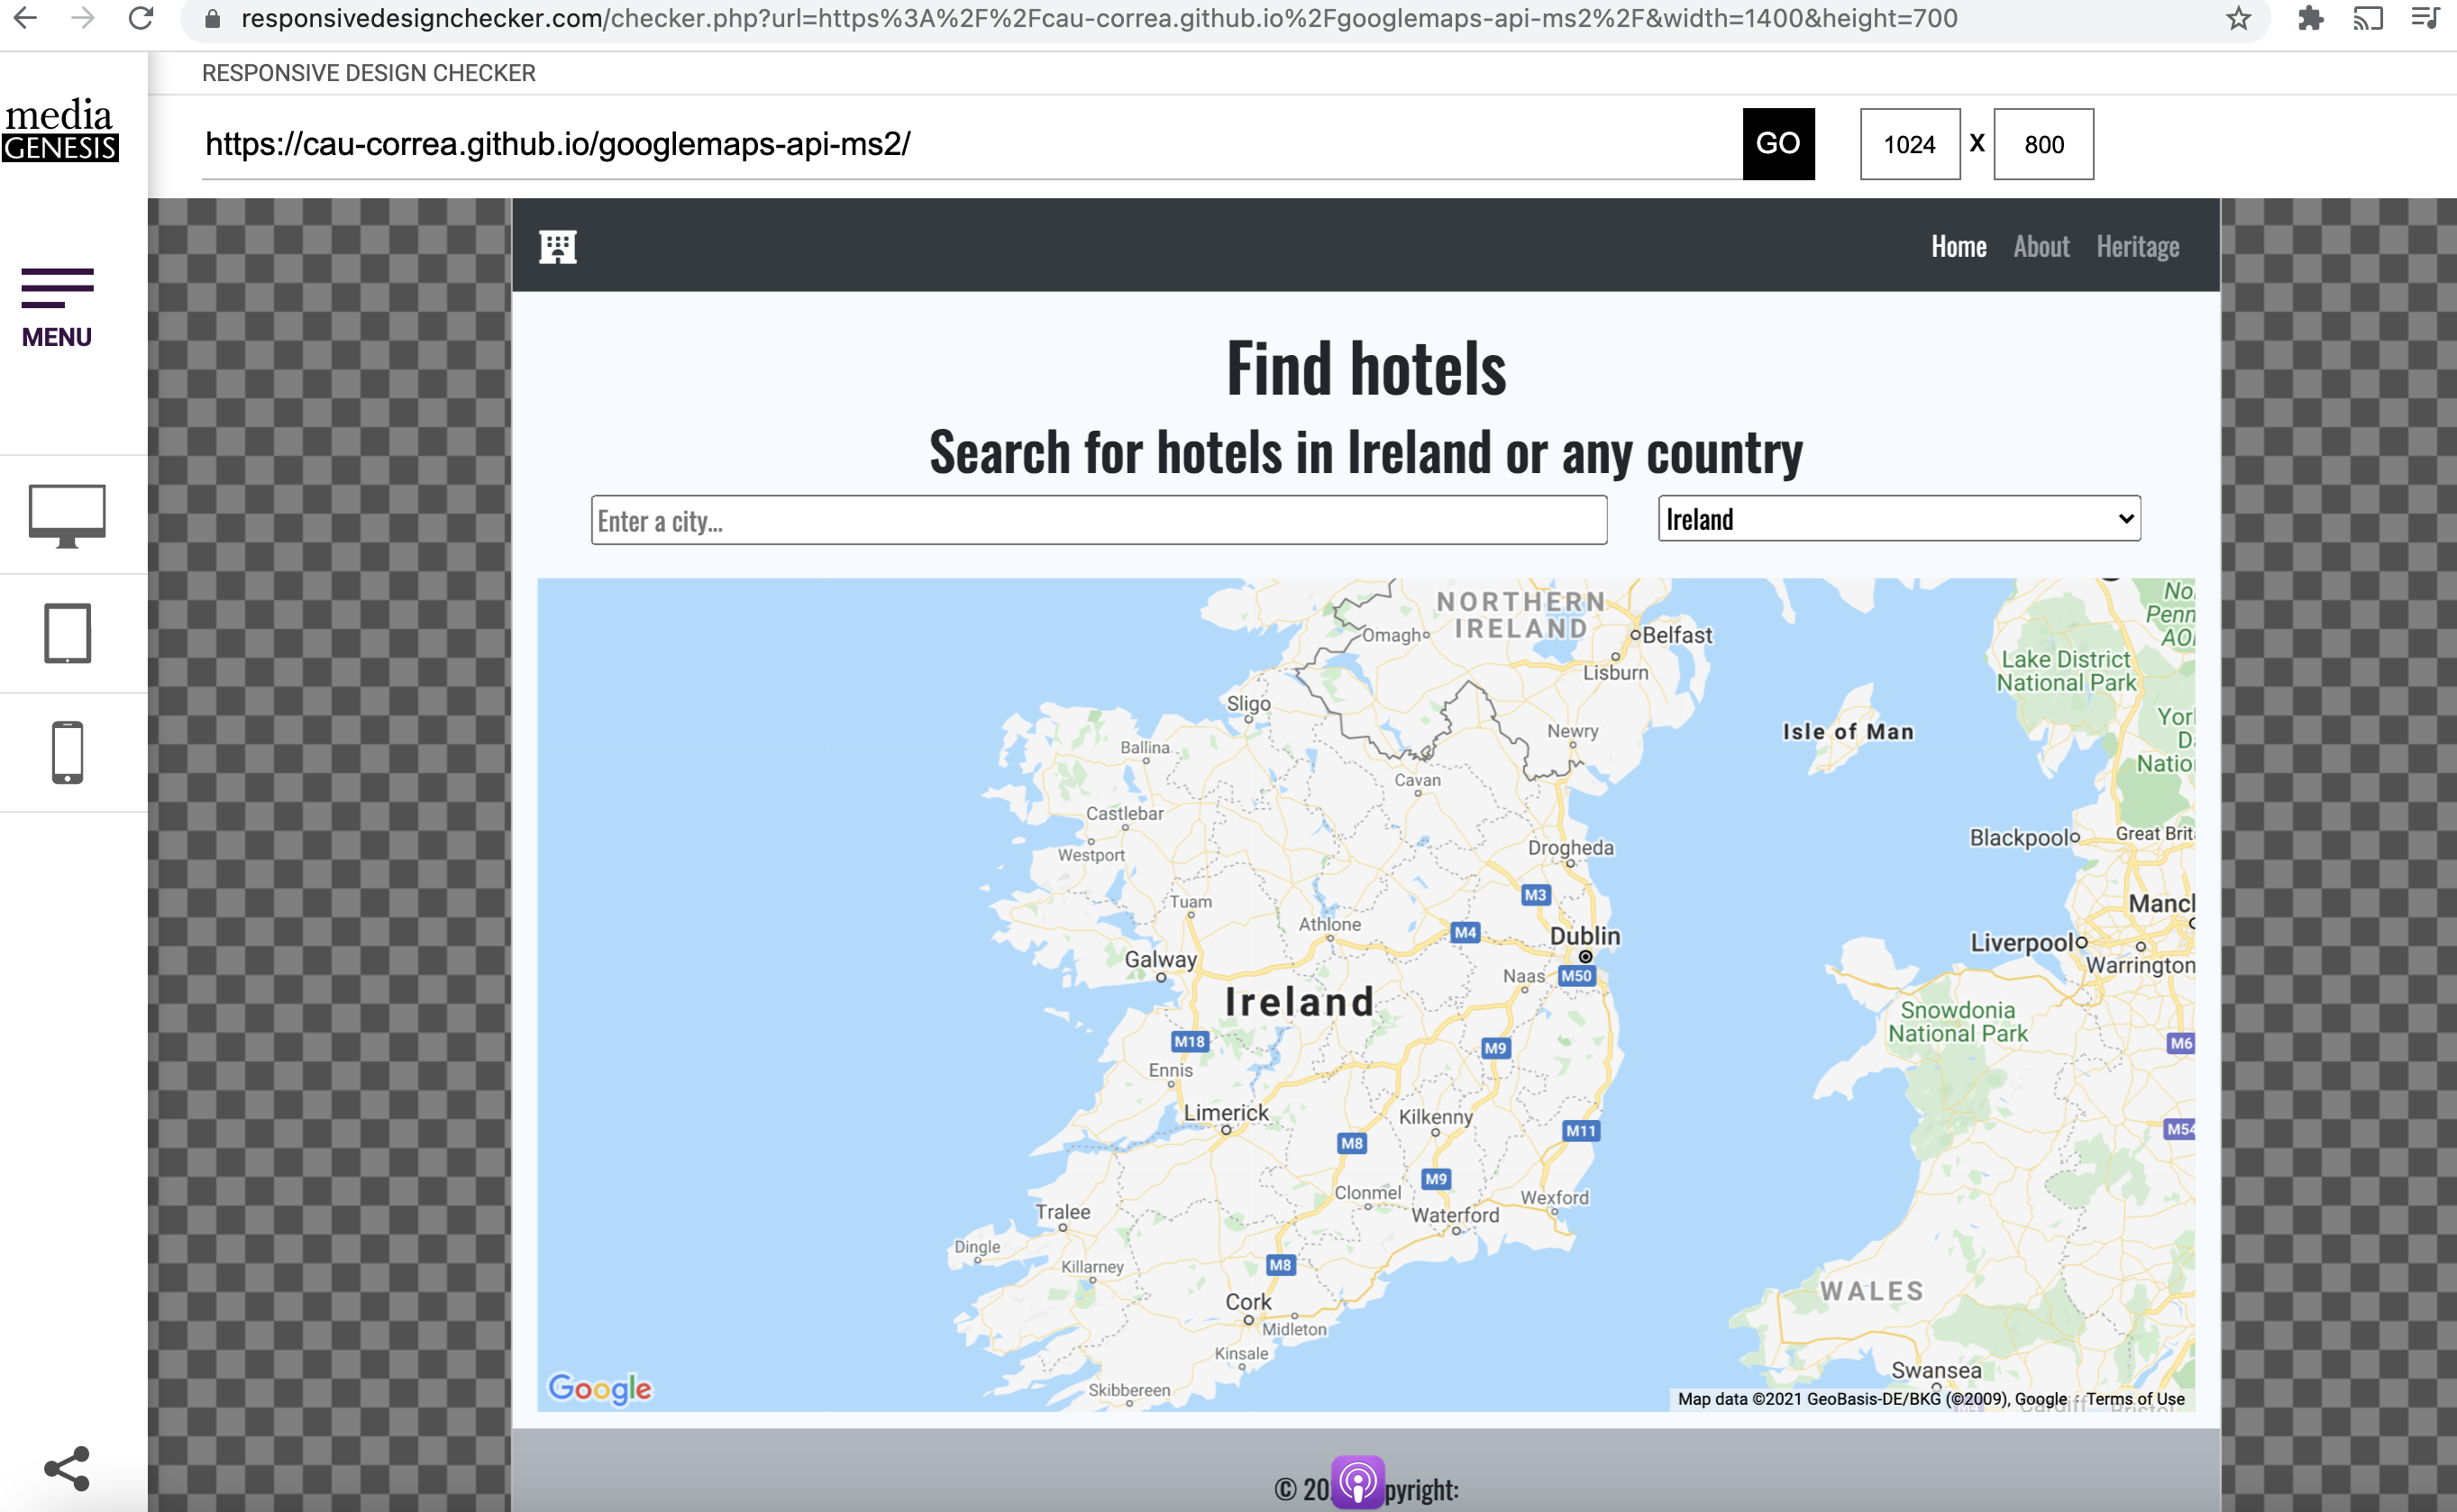 responsivedesignchecker.com/checker.php?url=https%3A%2F%2Fcau-correa.github.io%2Fgooglemaps-api-ms2%2F&width=1400&height=700
RESPONSIVE DESIGN CHECKER
media
GENESIS
https://cau-correa.github.io/googlemaps-api-ms2/
GO
1024 X 800
MENU
Home About Heritage
Find hotels
Search for hotels in Ireland or any country
Enter a city...
Ireland
NORTHERN
IRELAND
Omagh
Belfast
Lisburn
Lake District
National Park
Sligo
Newry
Isle of Man
Ballina
Cavan
Castlebar
Westport
Drogheda
Blackpool
Great Brit
M3
Tuam
Athlone
M4
Dublin
Mancl
Liverpool
Galway
Naas
M50
Warrington
Ireland
Snowdonia
National Park
M18
M9
M6
Ennis
Limerick
Kilkenny
M8
M11
M54
M9
Clonmel
Wexford
Tralee
Waterford
Dingle
Killarney
M8
WALES
Cork
Midleton
Kinsale
Swansea
Skibbereen
Google
Map data ©2021 GeoBasis-DE/BKG (©2009), Google
Terms of Use
© 20 pyright: